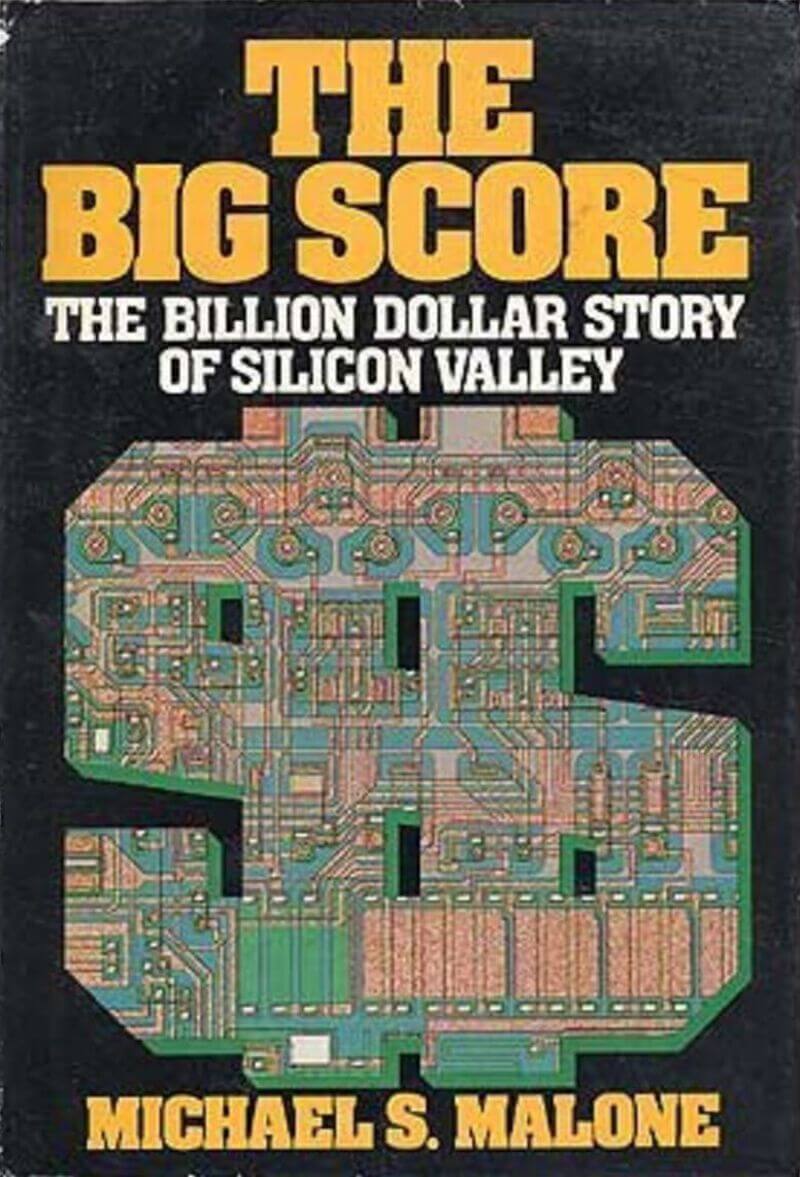 THE
BIG SCORE
THE BILLION DOLLAR STORY
OF SILICON VALLEY
MICHAEL S. MALONE